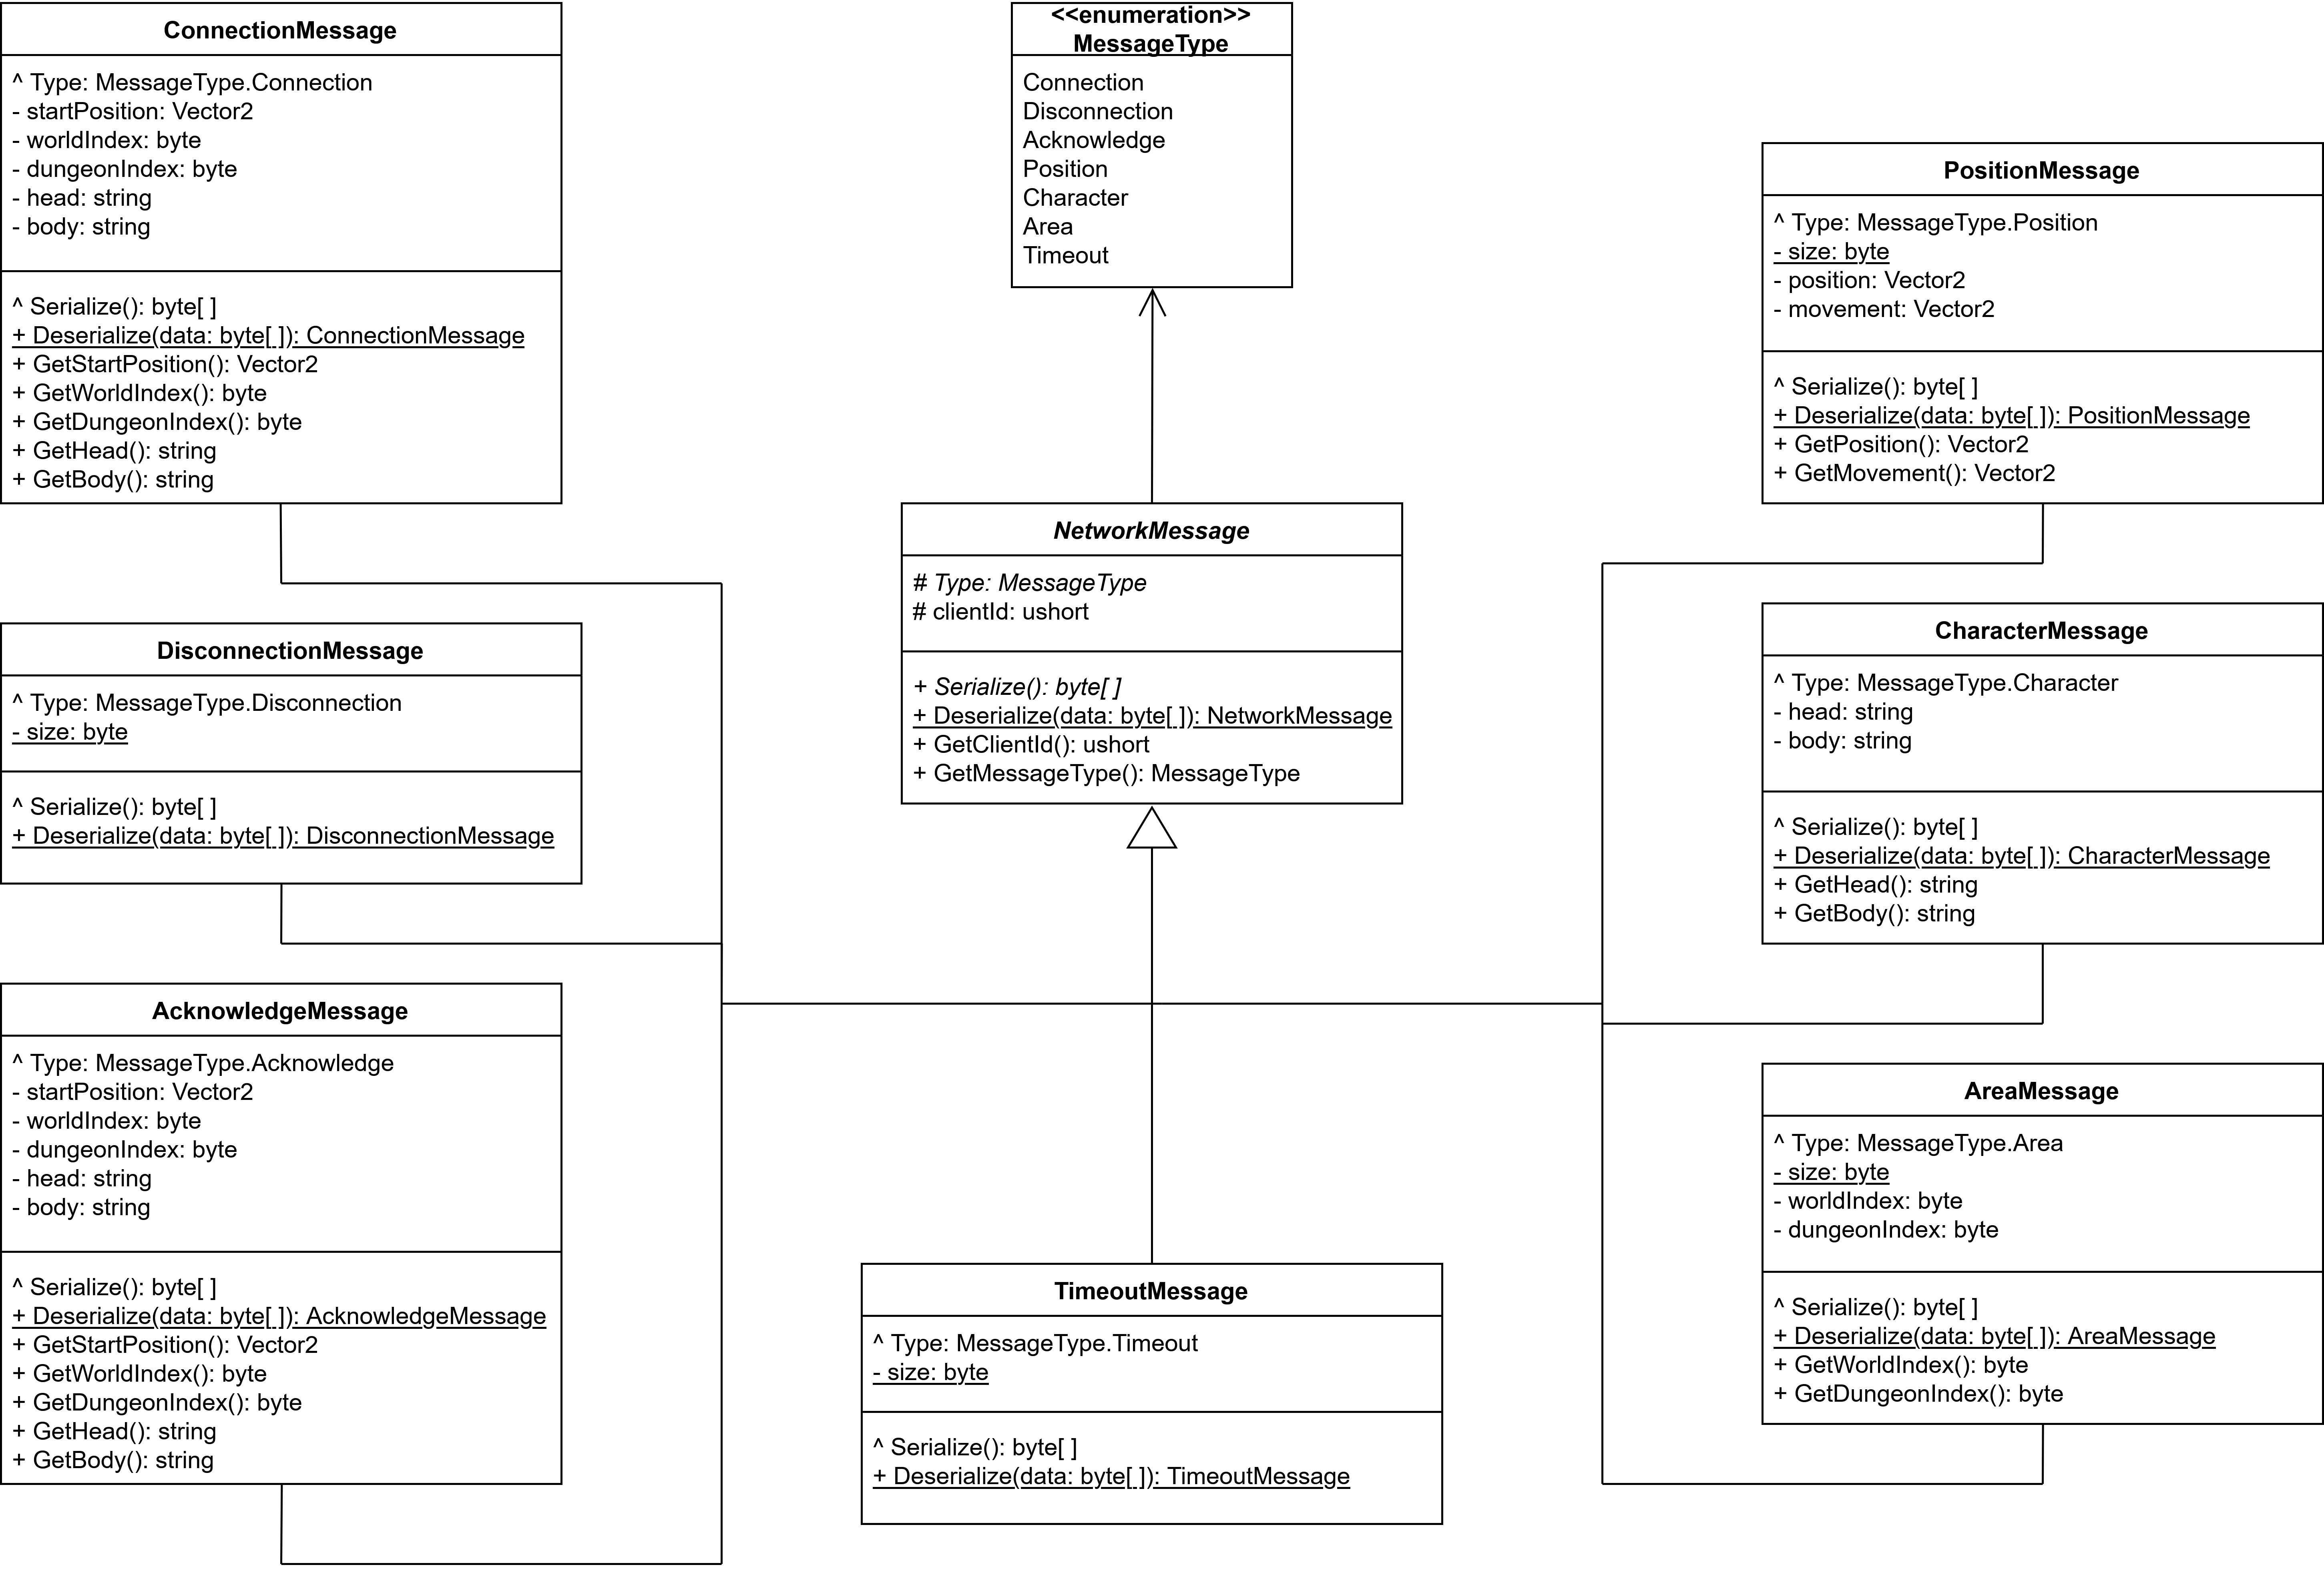 ConnectionMessage
^ Type: MessageType.Connection
- startPosition: Vector2
- worldIndex: byte
- dungeonIndex: byte
- head: string
- body: string
^ Serialize(): byte[ ]
+ Deserialize(data: byte[ ]): ConnectionMessage
+ GetStartPosition(): Vector2
+ GetWorldIndex(): byte
+ GetDungeonIndex(): byte
+ GetHead(): string
+ GetBody(): string
DisconnectionMessage
^ Type: MessageType.Disconnection
- size: byte
^ Serialize(): byte[ ]
+ Deserialize(data: byte[ ]): DisconnectionMessage
AcknowledgeMessage
^ Type: MessageType.Acknowledge
- startPosition: Vector2
- worldIndex: byte
- dungeonIndex: byte
- head: string
- body: string
^ Serialize(): byte[ ]
+ Deserialize(data: byte[ ]): AcknowledgeMessage
+ GetStartPosition(): Vector2
+ GetWorldIndex(): byte
+ GetDungeonIndex(): byte
+ GetHead(): string
+ GetBody(): string
<<enumeration>>
MessageType
Connection
Disconnection
Acknowledge
Position
Character
Area
Timeout
NetworkMessage
# Type: MessageType
# clientId: ushort
+ Serialize(): byte[ ]
+ Deserialize(data: byte[ ]): NetworkMessage
+ GetClientId(): ushort
+ GetMessageType(): MessageType
TimeoutMessage
^ Type: MessageType.Timeout
- size: byte
^ Serialize(): byte[ ]
+ Deserialize(data: byte[ ]): TimeoutMessage
PositionMessage
^ Type: MessageType.Position
- size: byte
- position: Vector2
- movement: Vector2
^ Serialize(): byte[ ]
+ Deserialize(data: byte[ ]): PositionMessage
+ GetPosition(): Vector2
+ GetMovement(): Vector2
CharacterMessage
^ Type: MessageType.Character
- head: string
- body: string
^ Serialize(): byte[ ]
+ Deserialize(data: byte[ ]): CharacterMessage
+ GetHead(): string
+ GetBody(): string
AreaMessage
^ Type: MessageType.Area
- size: byte
- worldIndex: byte
- dungeonIndex: byte
^ Serialize(): byte[ ]
+ Deserialize(data: byte[ ]): AreaMessage
+ GetWorldIndex(): byte
+ GetDungeonIndex(): byte